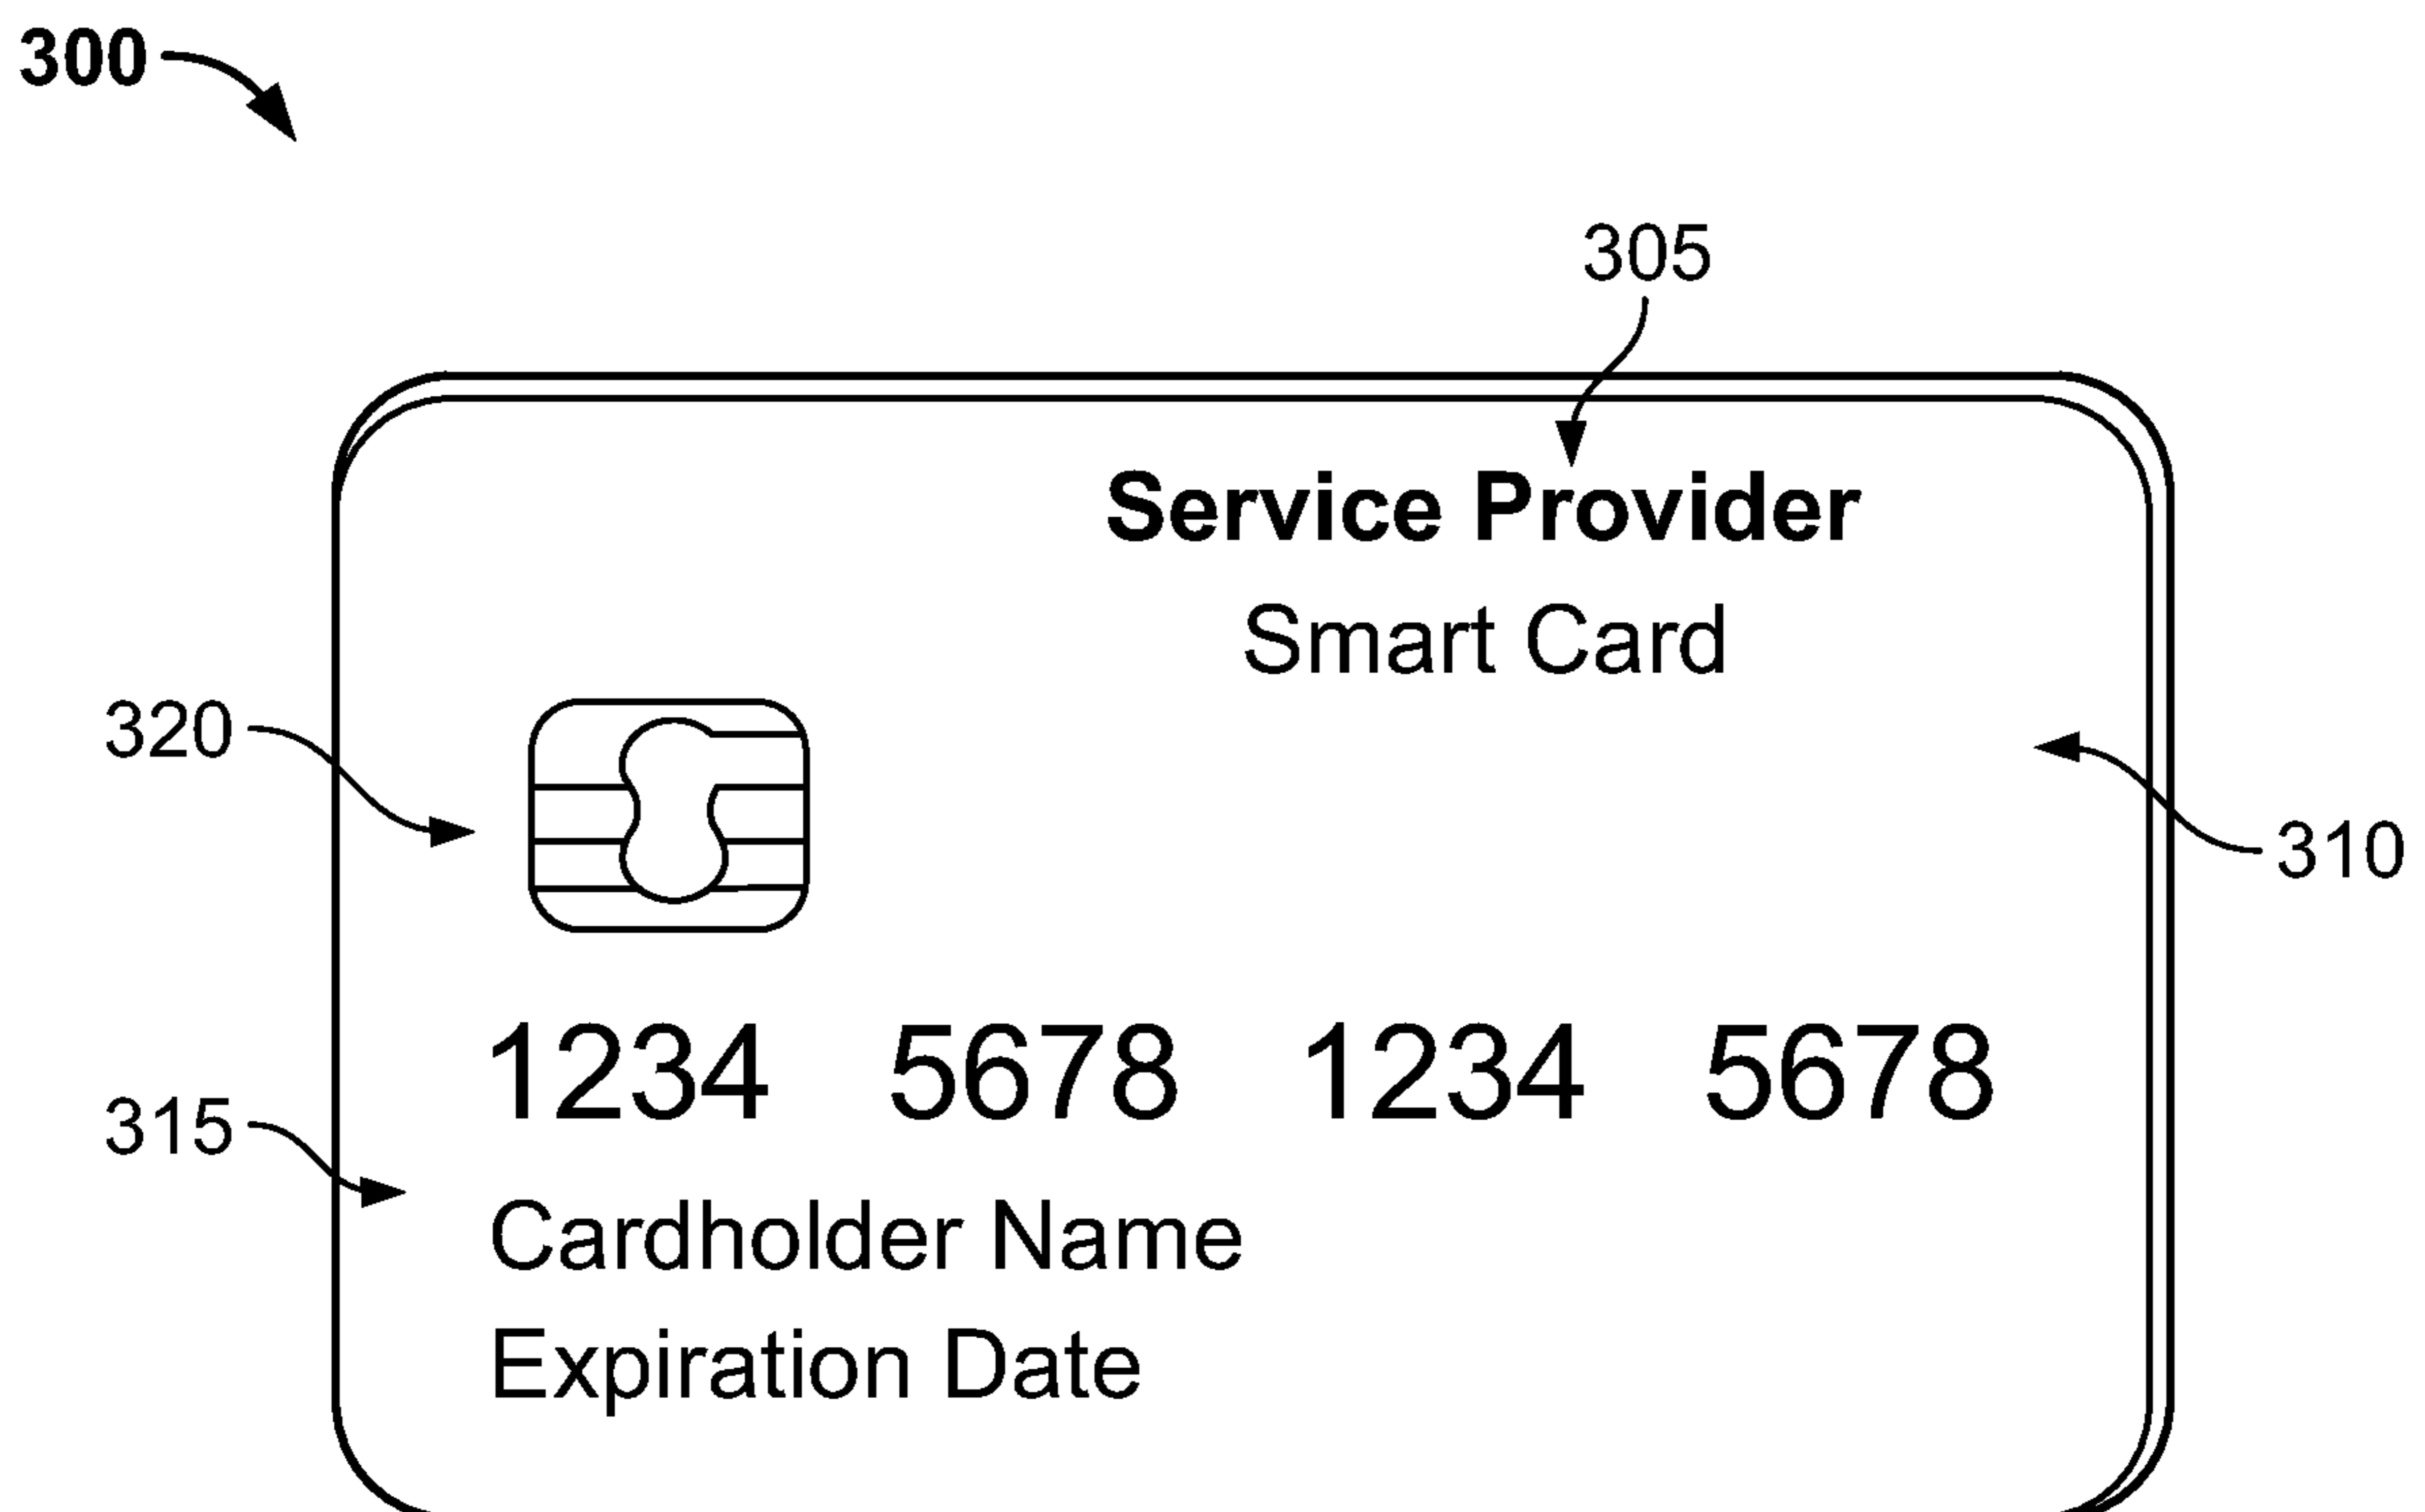 300
305
Service Provider
Smart Card
320
310
1234 5678 1234 5678
315
Cardholder Name
Expiration Date